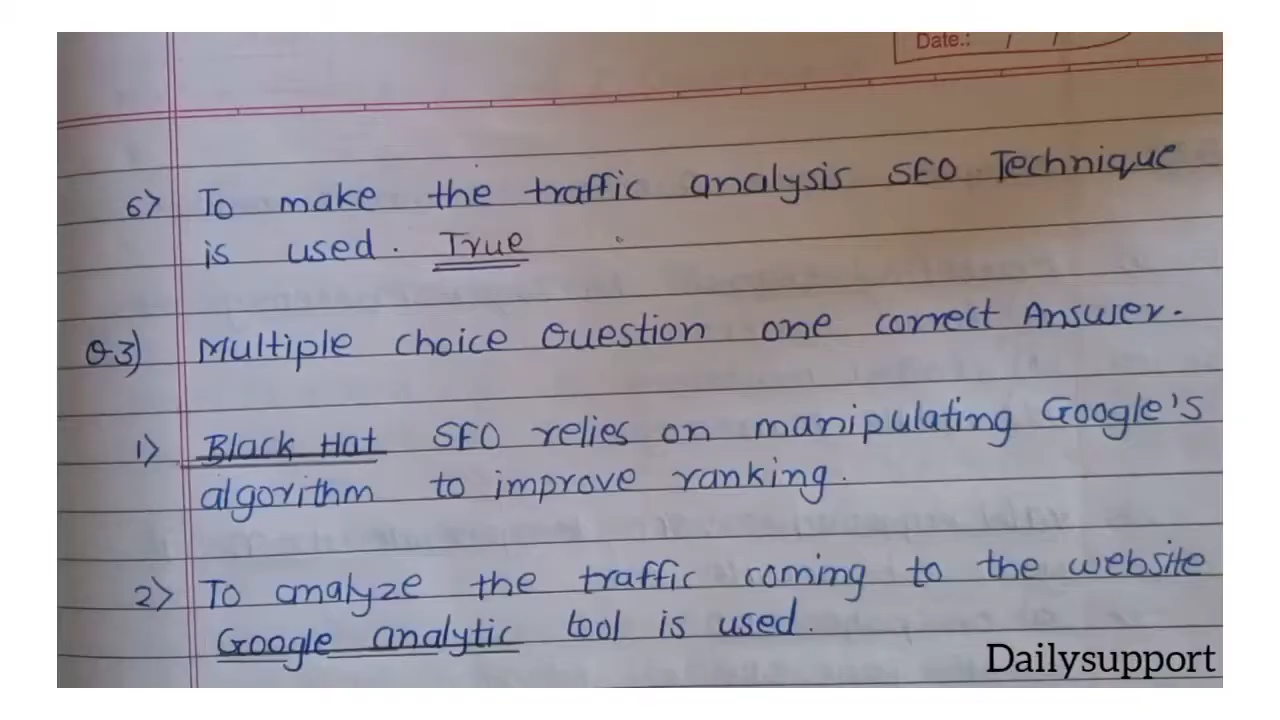 Date.: / /
6> To make the traffic analysis SEO Technique
is used. True
Q.3) Multiple choice Question one correct Answer.
1> Black Hat SEO relies on manipulating Google's
algorithm to improve ranking.
2> To analyze the traffic coming to the website
Google analytic tool is used.
Dailysupport